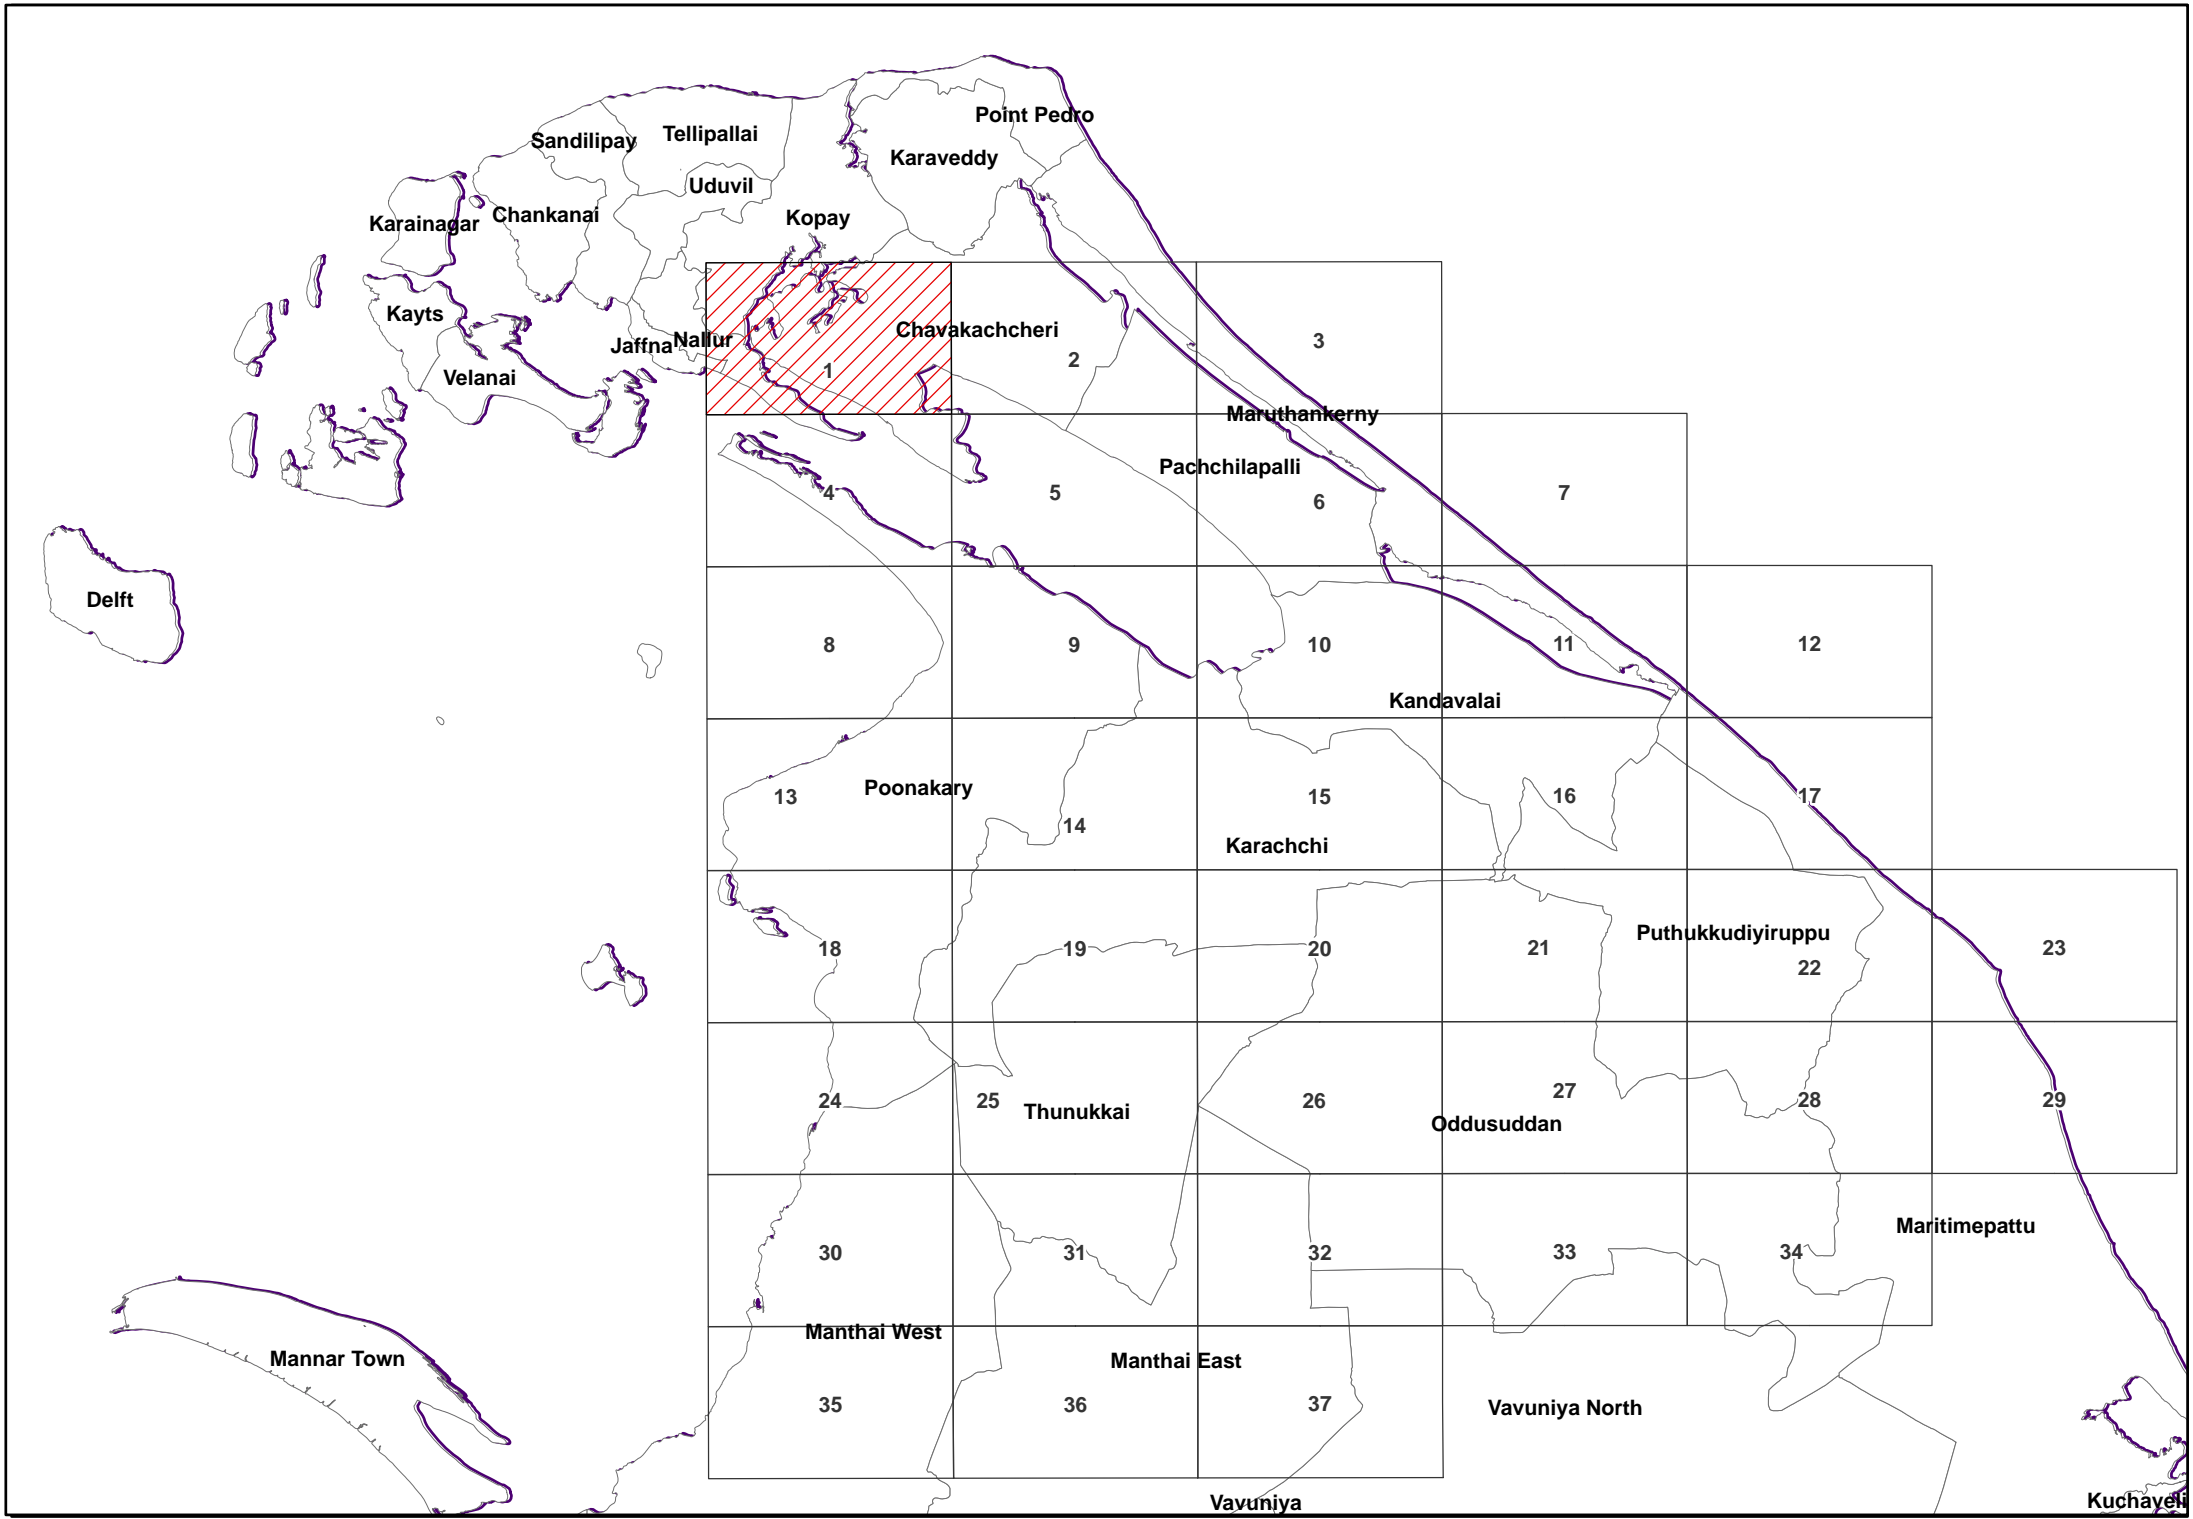 Point Pedro
Tellipallai
Sandilipay
Karaveddy
Uduvil
Chankanai
Kopay
Karainagar
Kayts
Chavakachcheri
Jaffna
Nallur
3
2
1
Velanai
Maruthankerny
Pachchilapalli
4
5
6
7
Delft
8
9
10
11
12
Kandavalai
Poonakary
13
15
16
17
14
Karachchi
Puthukkudiyiruppu
18
19
20
21
23
22
27
24
25
26
28
29
Thunukkai
Oddusuddan
Maritimepattu
30
31
32
33
34
Manthai West
Mannar Town
Manthai East
35
36
37
Vavuniya North
Vavuniya
Kuchaveli